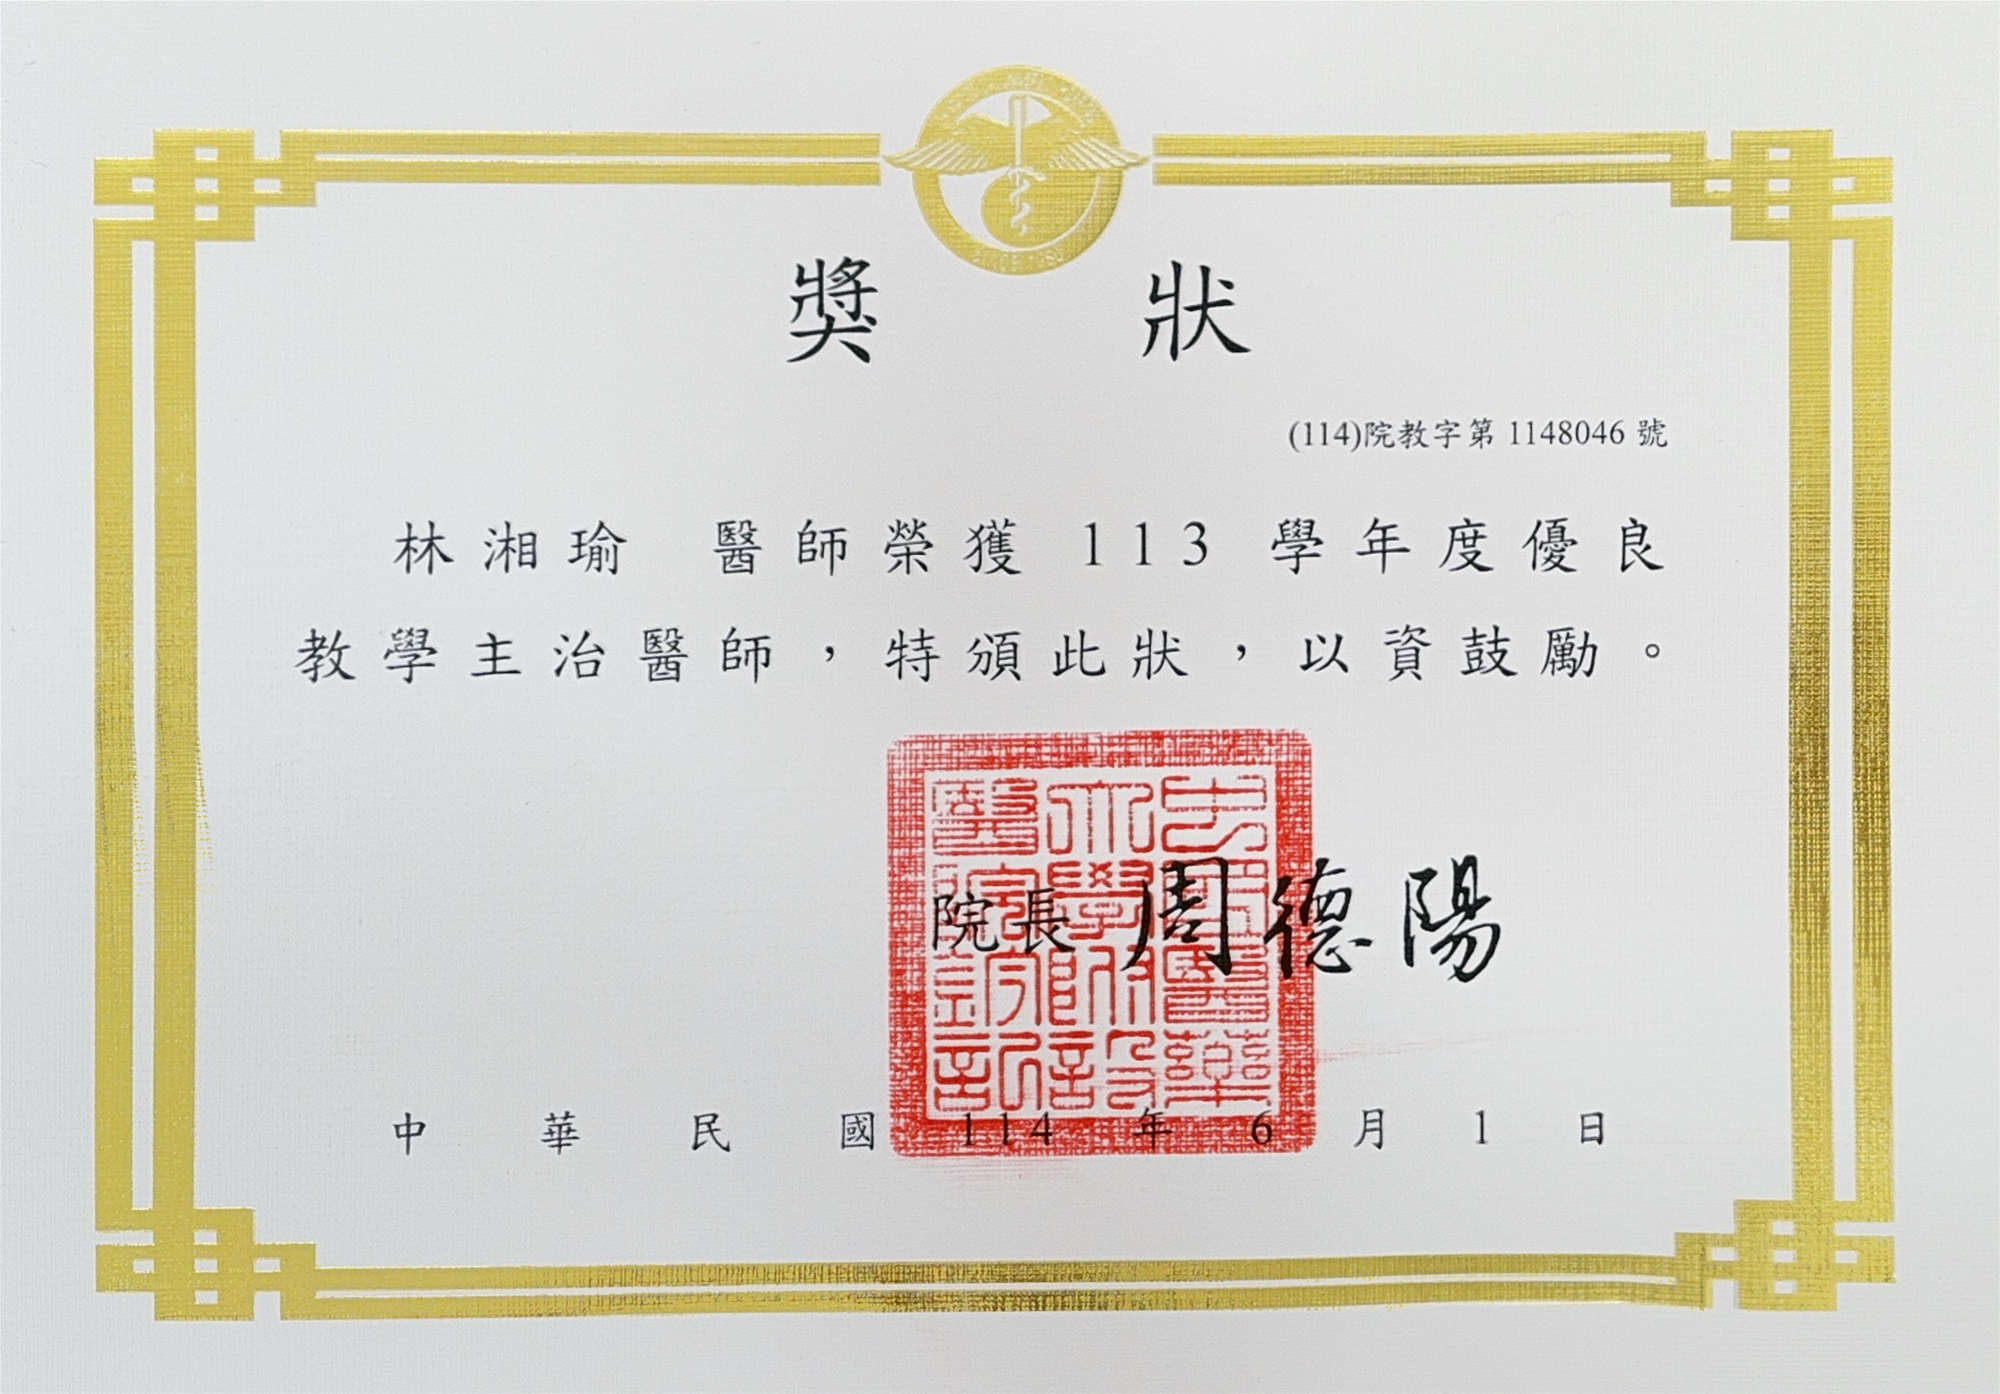 獎狀
(114)院教字第 1148046 號
林湘瑜 醫師榮獲 113 學年度優良
教學主治醫師，特頒此狀，以資鼓勵。
院長 周德陽
中華民國 114 年 6 月 1 日